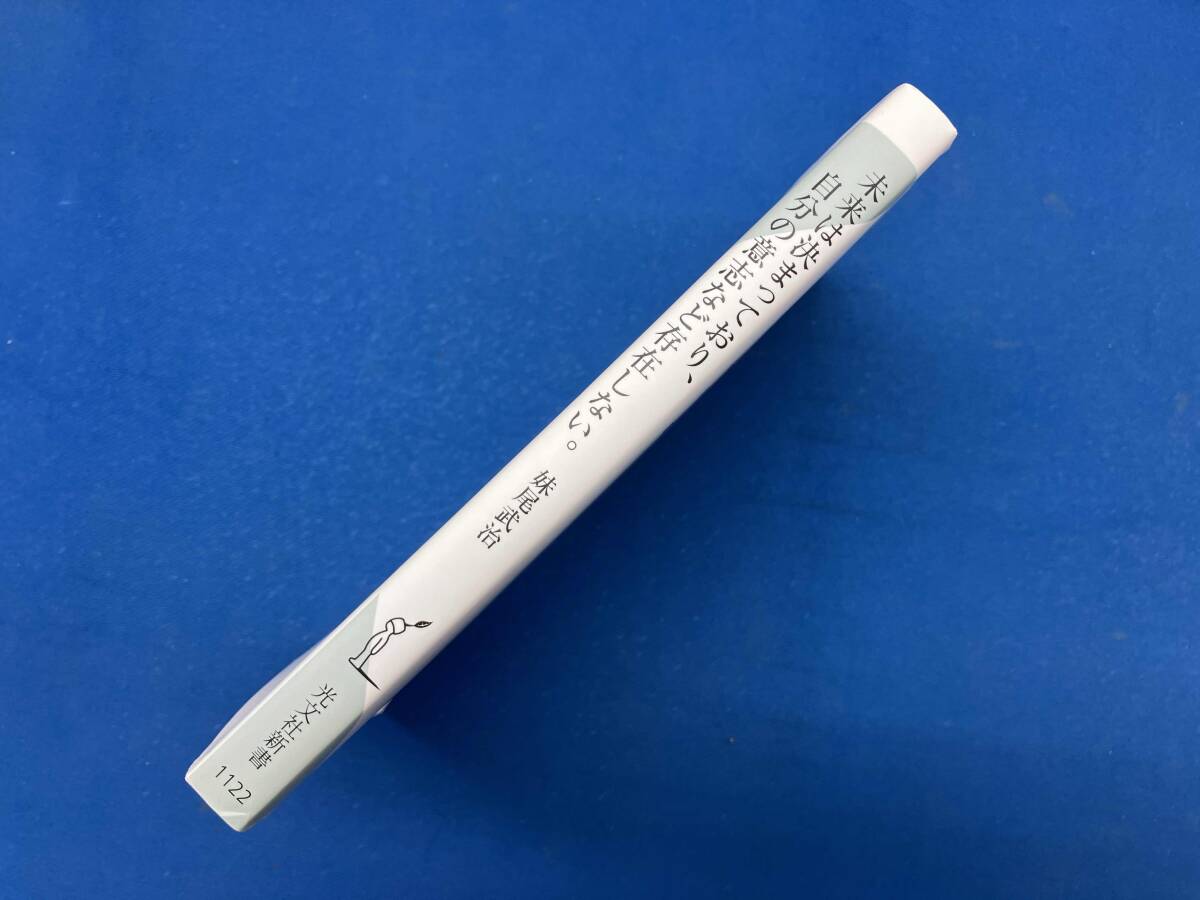 未来は決まっており、
自分の意志など存在しない。
妹尾武治
光文社新書
1122